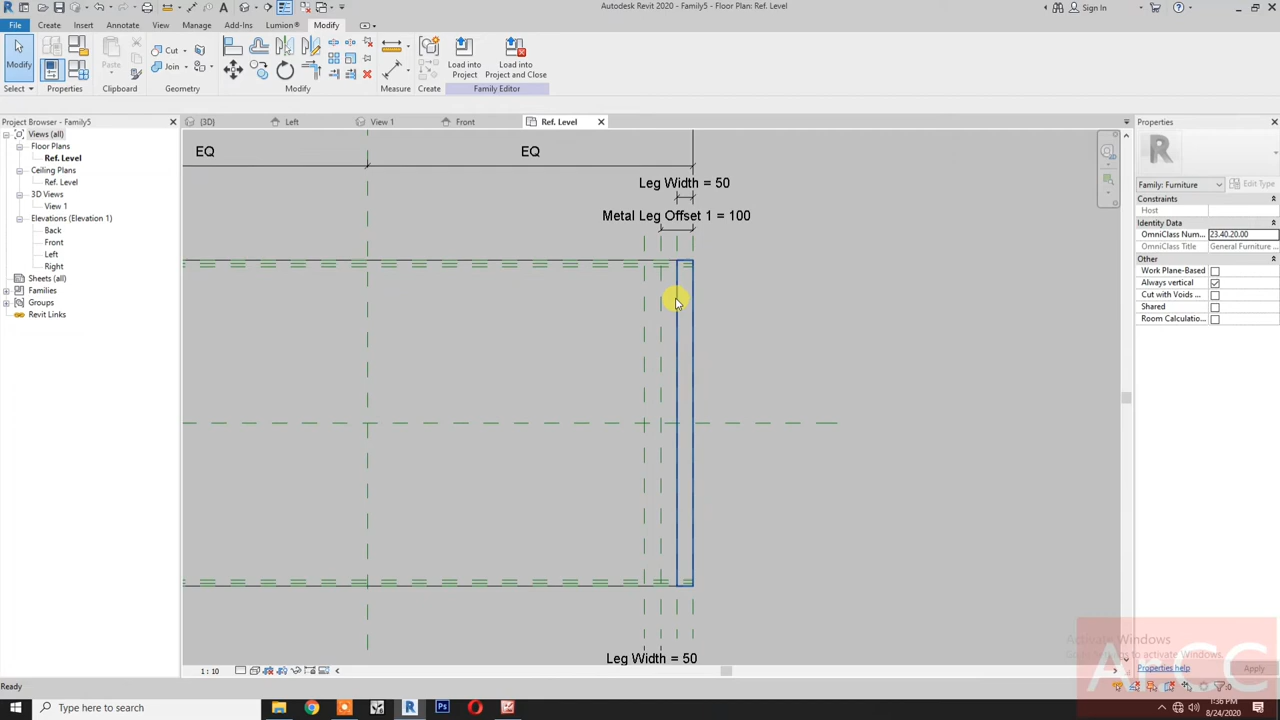 Autodesk Revit 2020 - Family5 - Floor Plan: Ref. Level
Sign In
File Create Insert Annotate View Manage Add-Ins Lumion® Modify
Modify
Paste
Cut
Join
Load into Project
Load into Project and Close
Select Properties Clipboard Geometry Modify Measure Create Family Editor
Project Browser - Family5
Views (all)
Floor Plans
Ref. Level
Ceiling Plans
Ref. Level
3D Views
View 1
Elevations (Elevation 1)
Back
Front
Left
Right
Sheets (all)
Families
Groups
Revit Links
{3D}
Left
View 1
Front
Ref. Level
EQ
EQ
Leg Width = 50
Metal Leg Offset 1 = 100
Leg Width = 50
Properties
R
Family: Furniture
Edit Type
Constraints
Host
Identity Data
OmniClass Num... 23.40.20.00
OmniClass Title General Furniture ...
Other
Work Plane-Based
Always vertical
Cut with Voids ...
Shared
Room Calculatio...
Activate Windows
Properties help
Apply
ArCC
1 : 10
Ready
:0
Type here to search
R
Ps
1:36 PM
8/24/2020